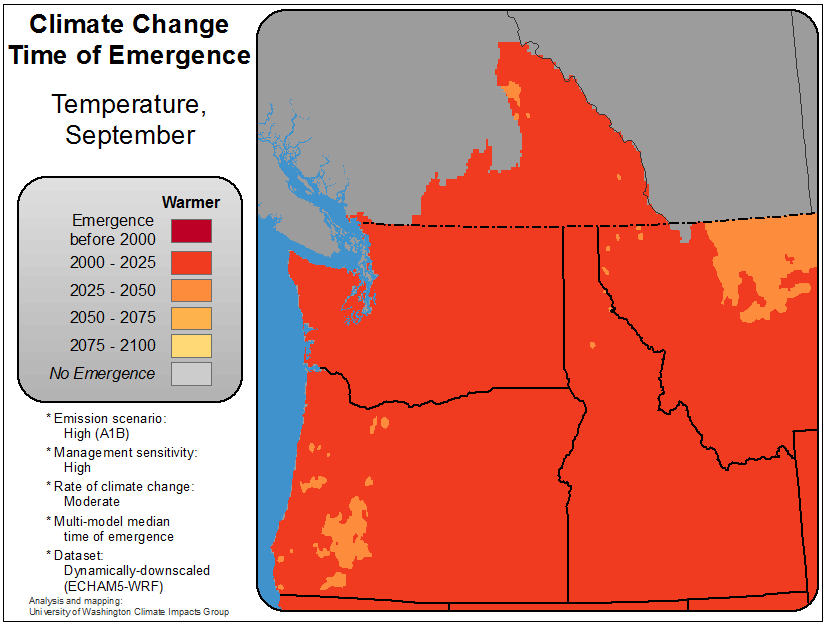 Climate Change
Time of Emergence
Temperature,
September
Warmer
Emergence
before 2000
2000 - 2025
2025 - 2050
2050 - 2075
2075 - 2100
No Emergence
* Emission scenario:
High (A1B)
* Management sensitivity:
High
* Rate of climate change:
Moderate
* Multi-model median
time of emergence
* Dataset:
Dynamically-downscaled
(ECHAM5-WRF)
Analysis and mapping:
University of Washington Climate Impacts Group